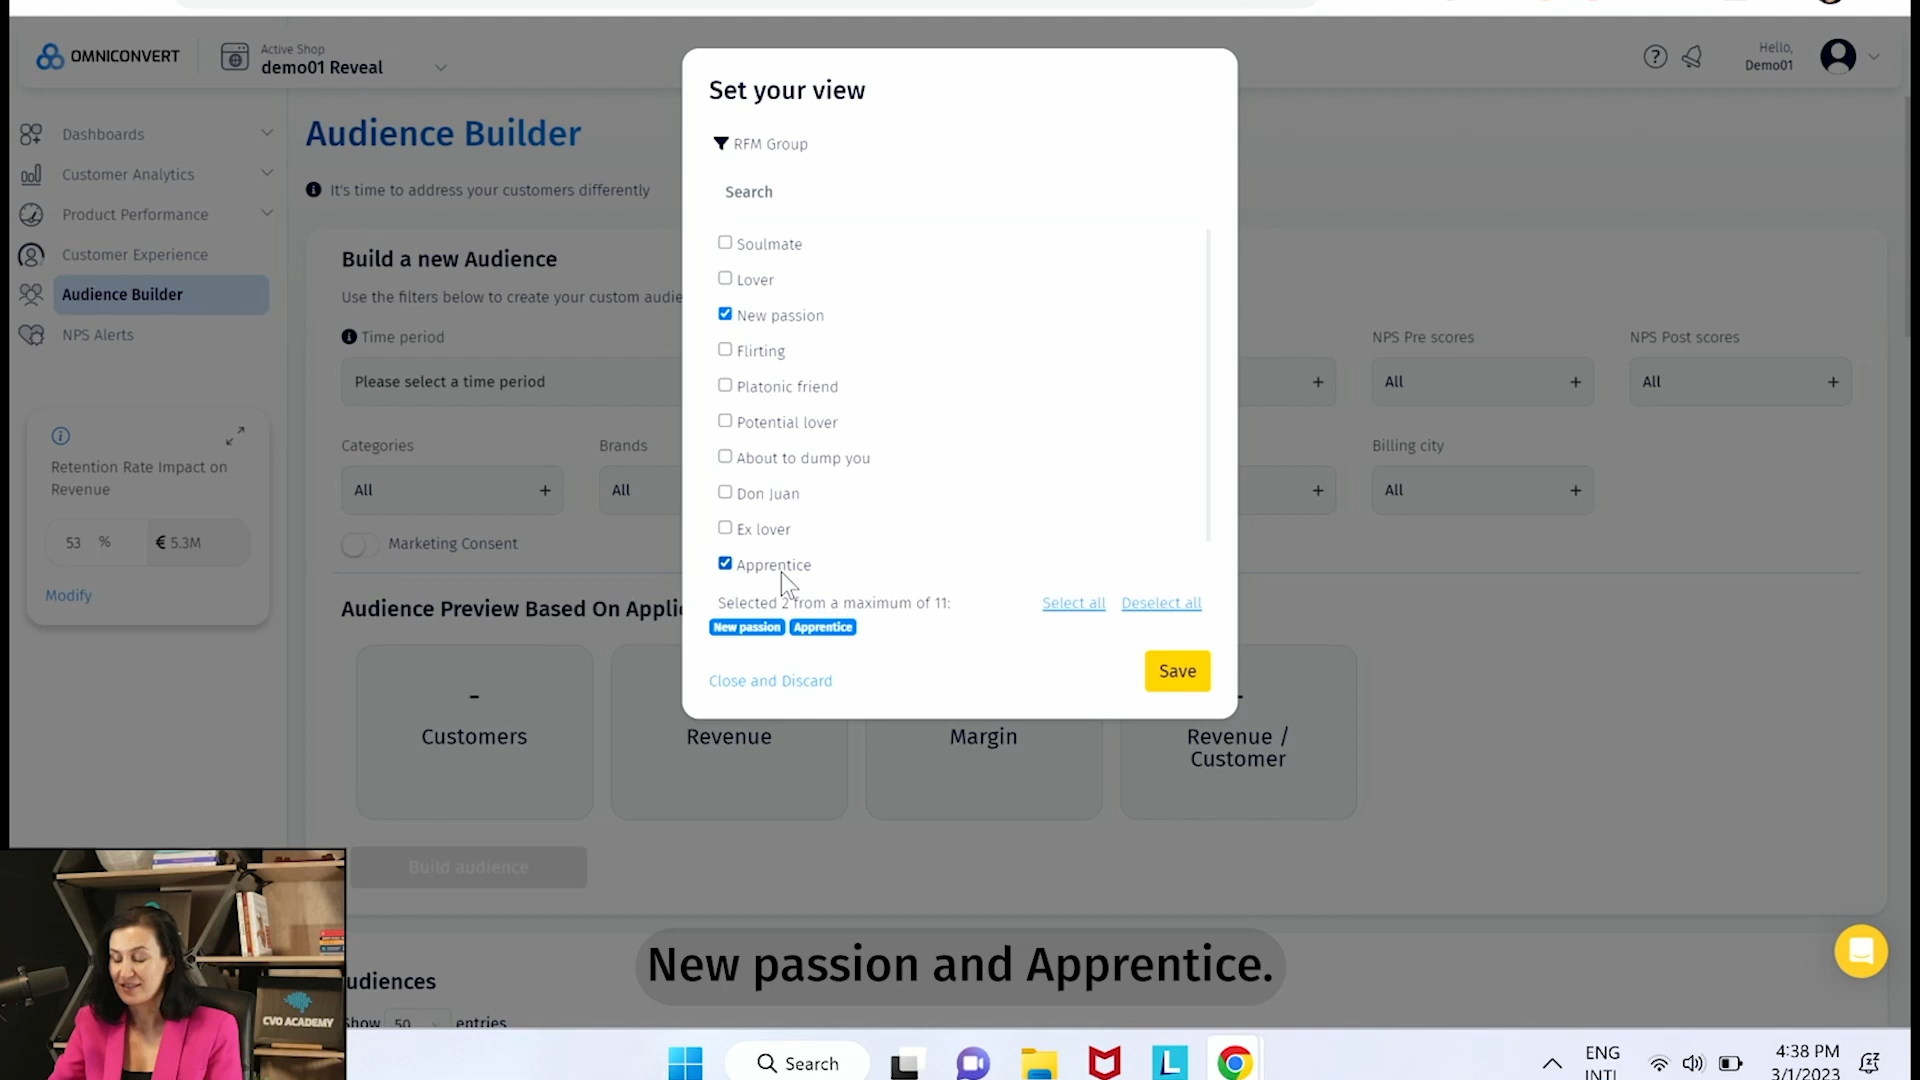 OMNICONVERT
Active Shop
demo01 Reveal
Hello,
Demo01
Dashboards
Customer Analytics
Product Performance
Customer Experience
Audience Builder
NPS Alerts
Retention Rate Impact on
Revenue
53 %
€ 5.3M
Modify
Audience Builder
It's time to address your customers differently
Build a new Audience
Use the filters below to create your custom audie
Time period
Please select a time period
NPS Pre scores
All
NPS Post scores
All
Categories
All
Brands
All
Billing city
All
Marketing Consent
Audience Preview Based On Appli
-
Customers
Revenue
Margin
-
Revenue /
Customer
Build audience
Set your view
RFM Group
Search
Soulmate
Lover
New passion
Flirting
Platonic friend
Potential lover
About to dump you
Don Juan
Ex lover
Apprentice
Selected 2 from a maximum of 11:
Select all
Deselect all
New passion
Apprentice
Close and Discard
Save
New passion and Apprentice.
udiences
Show 50 entries
CVO ACADEMY
Search
ENG
INTL
4:38 PM
3/1/2023